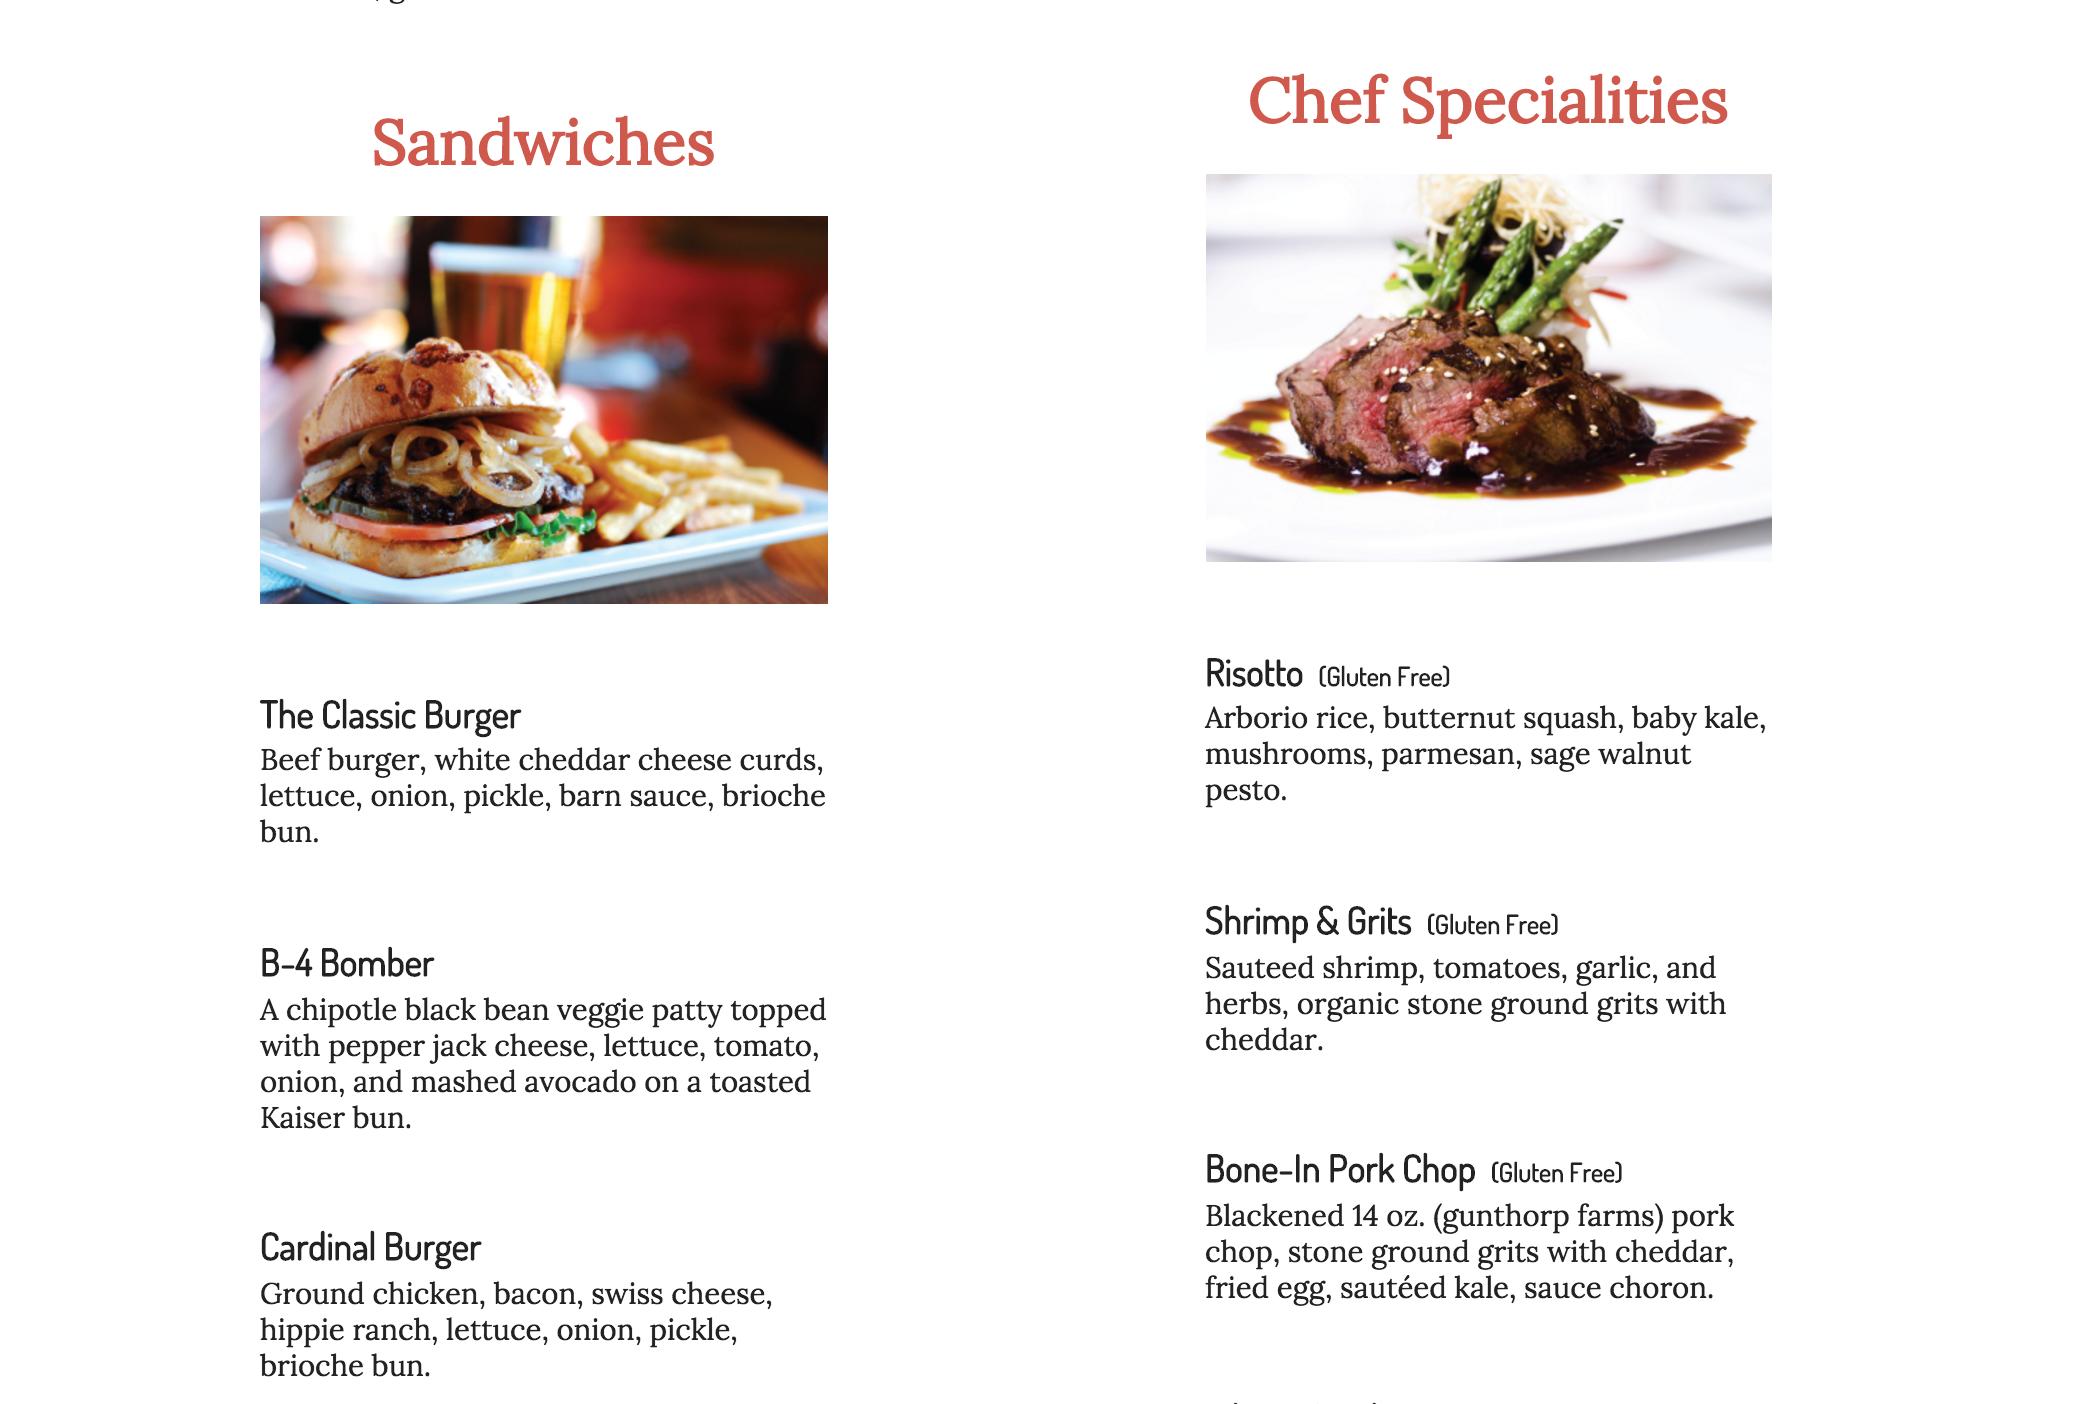 Sandwiches
The Classic Burger
Beef burger, white cheddar cheese curds,
lettuce, onion, pickle, barn sauce, brioche
bun.
B-4 Bomber
A chipotle black bean veggie patty topped
with pepper jack cheese, lettuce, tomato,
onion, and mashed avocado on a toasted
Kaiser bun.
Cardinal Burger
Ground chicken, bacon, swiss cheese,
hippie ranch, lettuce, onion, pickle,
brioche bun.
Chef Specialities
Risotto (Gluten Free)
Arborio rice, butternut squash, baby kale,
mushrooms, parmesan, sage walnut
pesto.
Shrimp & Grits (Gluten Free)
Sauteed shrimp, tomatoes, garlic, and
herbs, organic stone ground grits with
cheddar.
Bone-In Pork Chop (Gluten Free)
Blackened 14 oz. (gunthorp farms) pork
chop, stone ground grits with cheddar,
fried egg, sautéed kale, sauce choron.